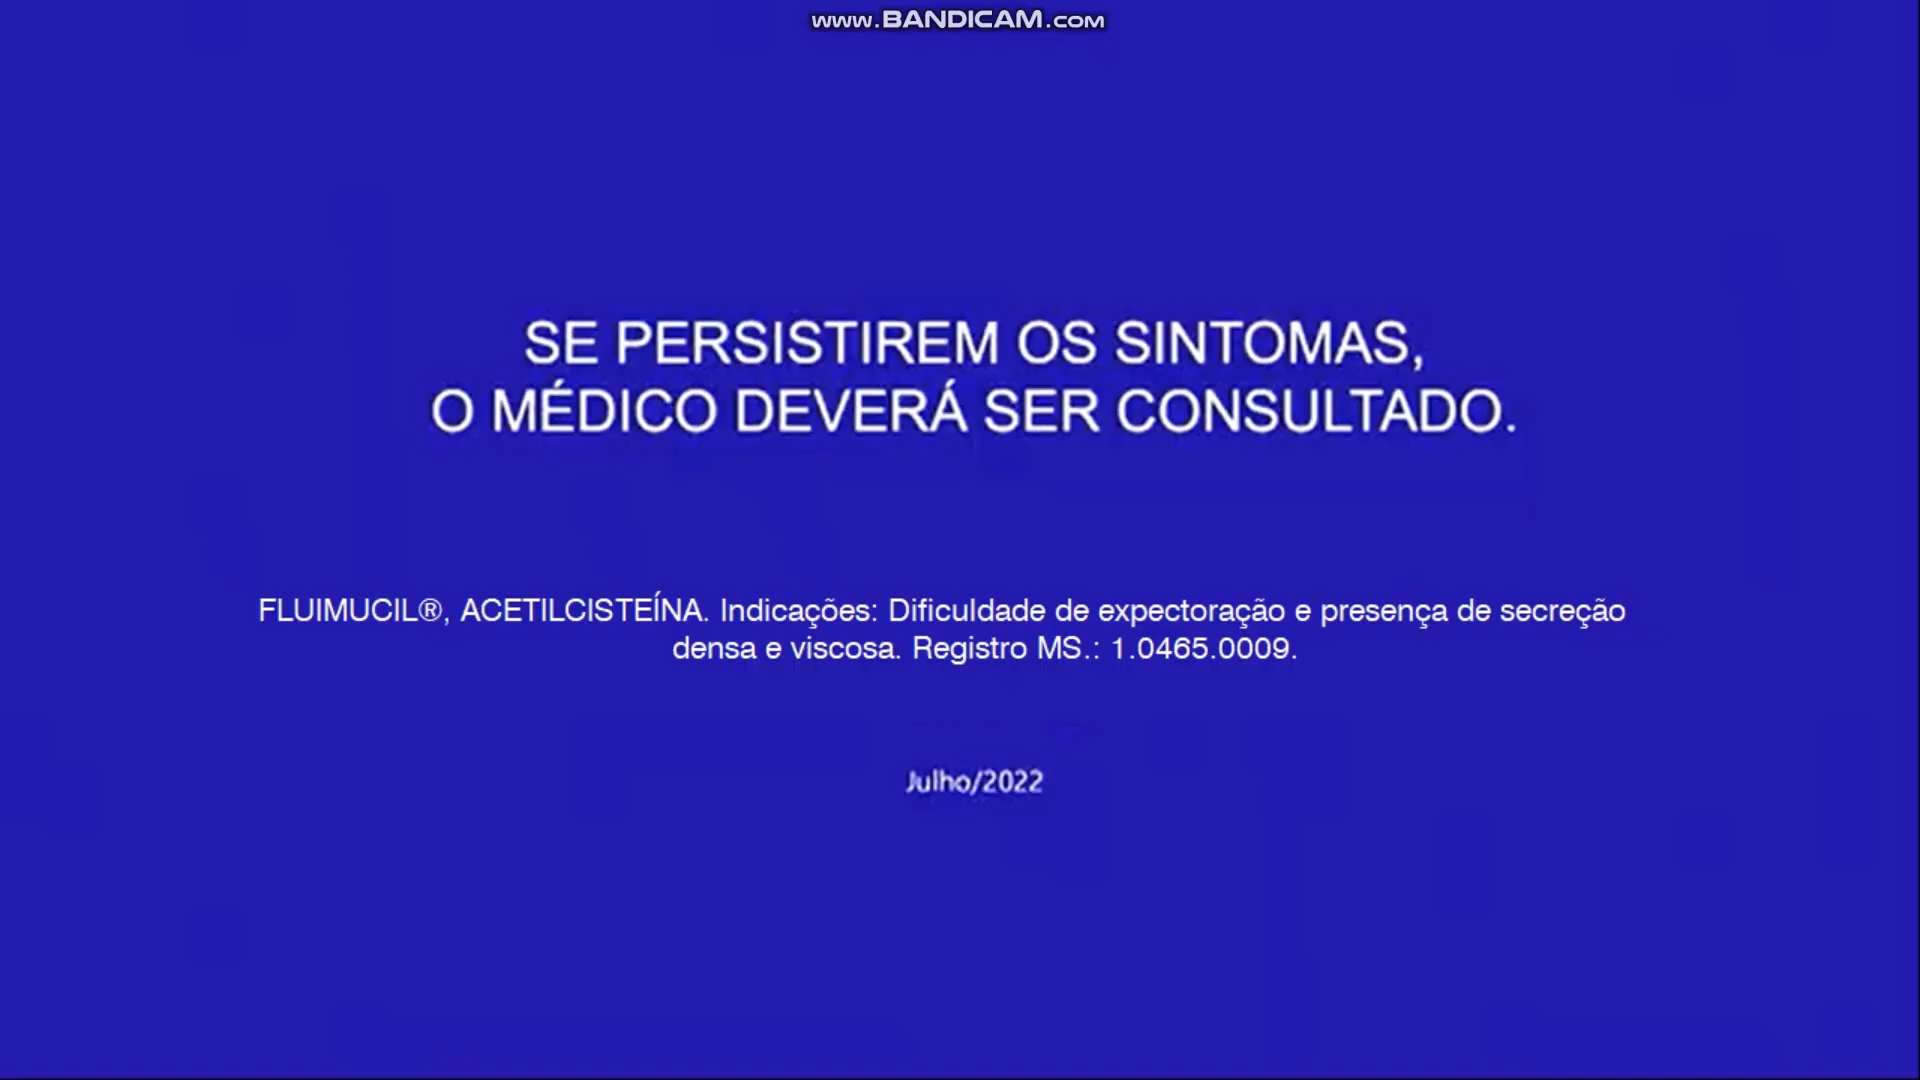 www.BANDICAM.com
SE PERSISTIREM OS SINTOMAS,
O MÉDICO DEVERÁ SER CONSULTADO.
FLUIMUCIL®, ACETILCISTEÍNA. Indicações: Dificuldade de expectoração e presença de secreção
densa e viscosa. Registro MS.: 1.0465.0009.
Julho/2022